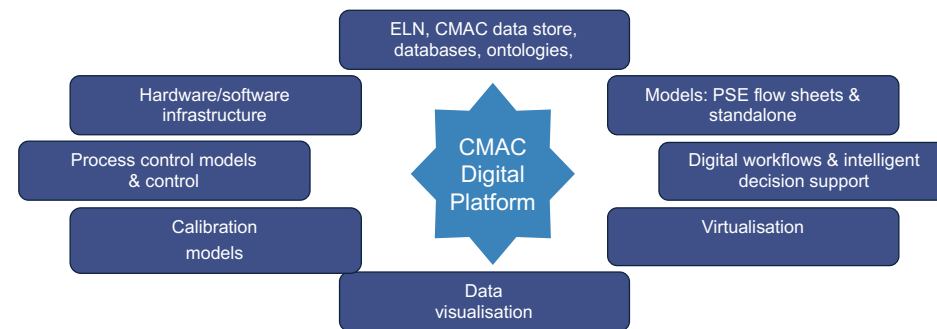 ELN, CMAC data store,
databases, ontologies,
Hardware/software
infrastructure
Models: PSE flow sheets &
standalone
CMAC
Digital
Platform
Process control models
& control
Digital workflows & intelligent
decision support
Calibration
models
Virtualisation
Data
visualisation